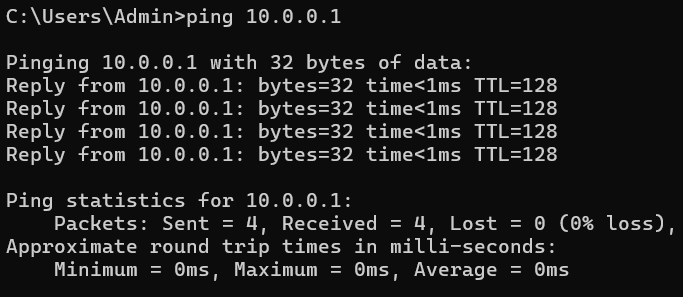 C:\Users\Admin>ping 10.0.0.1
Pinging 10.0.0.1 with 32 bytes of data:
Reply from 10.0.0.1: bytes=32 time<1ms TTL=128
Reply from 10.0.0.1: bytes=32 time<1ms TTL=128
Reply from 10.0.0.1: bytes=32 time<1ms TTL=128
Reply from 10.0.0.1: bytes=32 time<1ms TTL=128
Ping statistics for 10.0.0.1:
    Packets: Sent = 4, Received = 4, Lost = 0 (0% loss),
Approximate round trip times in milli-seconds:
    Minimum = 0ms, Maximum = 0ms, Average = 0ms